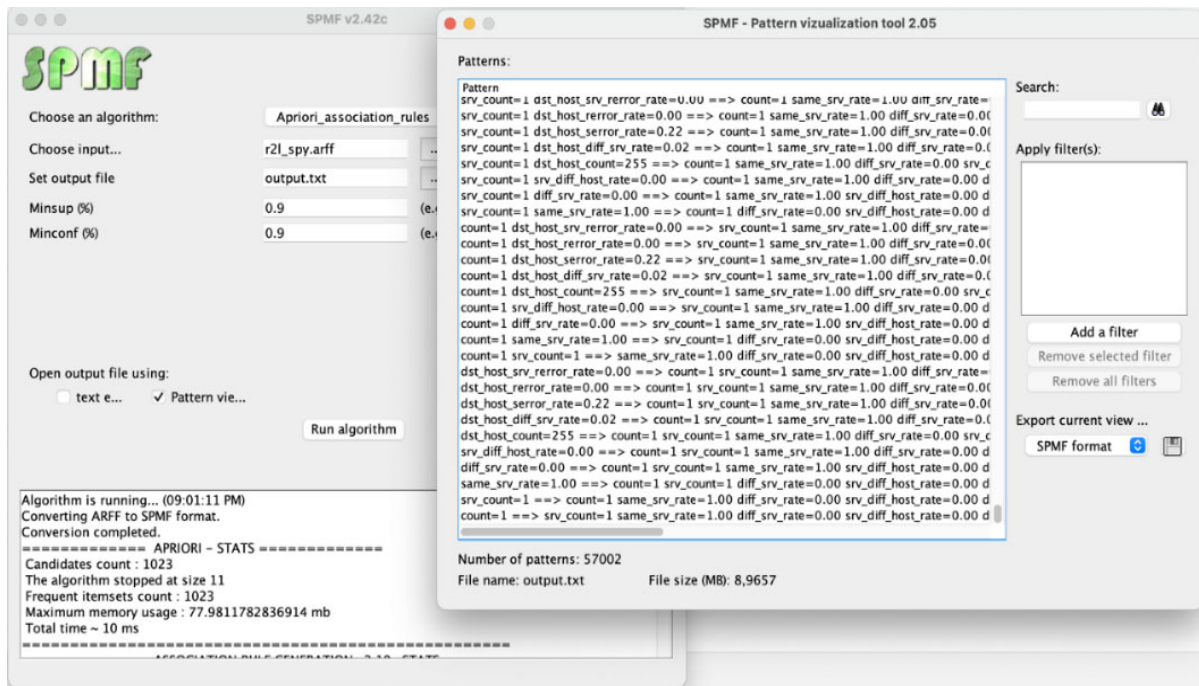 SPMF v2.42c
SPMF
Choose an algorithm:
Apriori_association_rules
Choose input...
r2l_spy.arff
...
Set output file
output.txt
...
Minsup (%)
0.9
(e.g
Minconf (%)
0.9
(e.g
Open output file using:
text e...
Pattern vie...
Run algorithm
Algorithm is running... (09:01:11 PM)
Converting ARFF to SPMF format.
Conversion completed.
============= APRIORI - STATS =============
Candidates count : 1023
The algorithm stopped at size 11
Frequent itemsets count : 1023
Maximum memory usage : 77.9811782836914 mb
Total time ~ 10 ms
SPMF - Pattern vizualization tool 2.05
Patterns:
Pattern
srv_count=1 dst_host_srv_rerror_rate=0.00 ==> count=1 same_srv_rate=1.00 diff_srv_rate=
srv_count=1 dst_host_rerror_rate=0.00 ==> count=1 same_srv_rate=1.00 diff_srv_rate=0.00
srv_count=1 dst_host_serror_rate=0.22 ==> count=1 same_srv_rate=1.00 diff_srv_rate=0.00
srv_count=1 dst_host_diff_srv_rate=0.02 ==> count=1 same_srv_rate=1.00 diff_srv_rate=0.0
srv_count=1 dst_host_count=255 ==> count=1 same_srv_rate=1.00 diff_srv_rate=0.00 srv_c
srv_count=1 srv_diff_host_rate=0.00 ==> count=1 same_srv_rate=1.00 diff_srv_rate=0.00 d
srv_count=1 diff_srv_rate=0.00 ==> count=1 same_srv_rate=1.00 srv_diff_host_rate=0.00 d
srv_count=1 same_srv_rate=1.00 ==> count=1 diff_srv_rate=0.00 srv_diff_host_rate=0.00 d
count=1 dst_host_srv_rerror_rate=0.00 ==> srv_count=1 same_srv_rate=1.00 diff_srv_rate=
count=1 dst_host_rerror_rate=0.00 ==> srv_count=1 same_srv_rate=1.00 diff_srv_rate=0.00
count=1 dst_host_serror_rate=0.22 ==> srv_count=1 same_srv_rate=1.00 diff_srv_rate=0.00
count=1 dst_host_diff_srv_rate=0.02 ==> srv_count=1 same_srv_rate=1.00 diff_srv_rate=0.0
count=1 dst_host_count=255 ==> srv_count=1 same_srv_rate=1.00 diff_srv_rate=0.00 srv_c
count=1 srv_diff_host_rate=0.00 ==> srv_count=1 same_srv_rate=1.00 diff_srv_rate=0.00 d
count=1 diff_srv_rate=0.00 ==> srv_count=1 same_srv_rate=1.00 srv_diff_host_rate=0.00 d
count=1 same_srv_rate=1.00 ==> srv_count=1 diff_srv_rate=0.00 srv_diff_host_rate=0.00 d
count=1 srv_count=1 ==> same_srv_rate=1.00 diff_srv_rate=0.00 srv_diff_host_rate=0.00 d
dst_host_srv_rerror_rate=0.00 ==> count=1 srv_count=1 same_srv_rate=1.00 diff_srv_rate=
dst_host_rerror_rate=0.00 ==> count=1 srv_count=1 same_srv_rate=1.00 diff_srv_rate=0.00
dst_host_serror_rate=0.22 ==> count=1 srv_count=1 same_srv_rate=1.00 diff_srv_rate=0.00
dst_host_diff_srv_rate=0.02 ==> count=1 srv_count=1 same_srv_rate=1.00 diff_srv_rate=0.0
dst_host_count=255 ==> count=1 srv_count=1 same_srv_rate=1.00 diff_srv_rate=0.00 srv_c
srv_diff_host_rate=0.00 ==> count=1 srv_count=1 same_srv_rate=1.00 diff_srv_rate=0.00 d
diff_srv_rate=0.00 ==> count=1 srv_count=1 same_srv_rate=1.00 srv_diff_host_rate=0.00 d
same_srv_rate=1.00 ==> count=1 srv_count=1 diff_srv_rate=0.00 srv_diff_host_rate=0.00 d
srv_count=1 ==> count=1 same_srv_rate=1.00 diff_srv_rate=0.00 srv_diff_host_rate=0.00 d
count=1 ==> srv_count=1 same_srv_rate=1.00 diff_srv_rate=0.00 srv_diff_host_rate=0.00 d
Number of patterns: 57002
File name: output.txt
File size (MB): 8,9657
Search:
Apply filter(s):
Add a filter
Remove selected filter
Remove all filters
Export current view ...
SPMF format